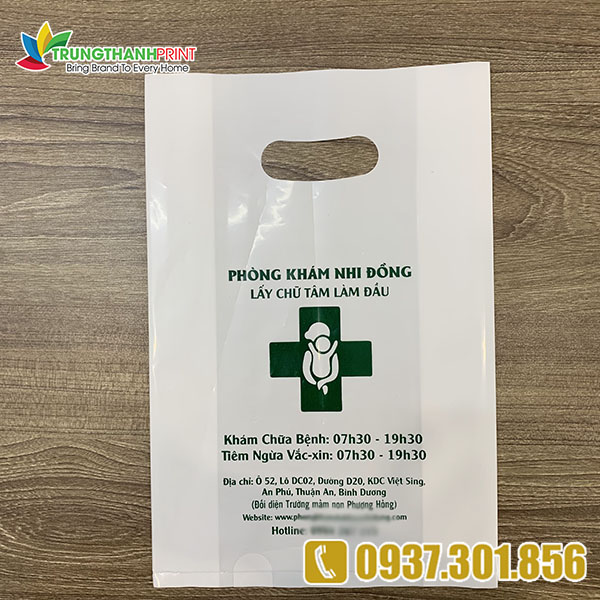 TRUNGTHANHPRINT
Bring Brand To Every Home
PHÒNG KHÁM NHI ĐỒNG
LẤY CHỮ TÂM LÀM ĐẦU
Khám Chữa Bệnh: 07h30 - 19h30
Tiêm Ngừa Vắc-xin: 07h30 - 19h30
Địa chỉ: Ô 52, Lô DC02, Đường D20, KDC Việt Sing,
An Phú, Thuận An, Bình Dương
(Đối diện Trường mầm non Phương Hồng)
Website:
Hotline:
0937.301.856